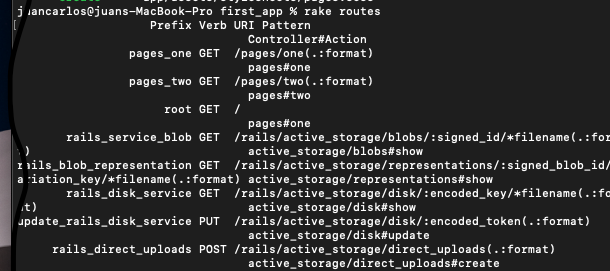 juancarlos@juans-MacBook-Pro first_app % rake routes
[ Prefix Verb URI Pattern
Controller#Action
pages_one GET /pages/one(.:format)
pages#one
pages_two GET /pages/two(.:format)
pages#two
root GET /
pages#one
rails_service_blob GET /rails/active_storage/blobs/:signed_id/*filename(.:forma
t) active_storage/blobs#show
rails_blob_representation GET /rails/active_storage/representations/:signed_blob_id/
ariation_key/*filename(.:format) active_storage/representations#show
rails_disk_service GET /rails/active_storage/disk/:encoded_key/*filename(.:form
at) active_storage/disk#show
update_rails_disk_service PUT /rails/active_storage/disk/:encoded_token(.:format)
active_storage/disk#update
rails_direct_uploads POST /rails/active_storage/direct_uploads(.:format)
active_storage/direct_uploads#create